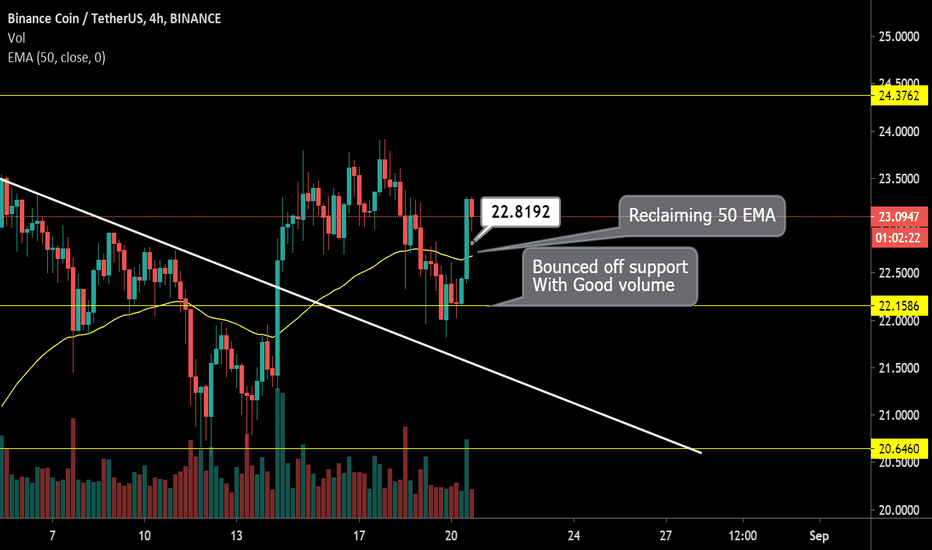 Binance Coin / TetherUS, 4h, BINANCE
Vol
EMA (50, close, 0)
25.0000
24.5000
24.3762
24.0000
23.5000
22.8192
Reclaiming 50 EMA
23.0947
01:02:22
Bounced off support
With Good volume
22.5000
22.1586
22.0000
21.5000
21.0000
20.6460
20.5000
20.0000
7 10 13 17 20 24 27 12:00 Sep